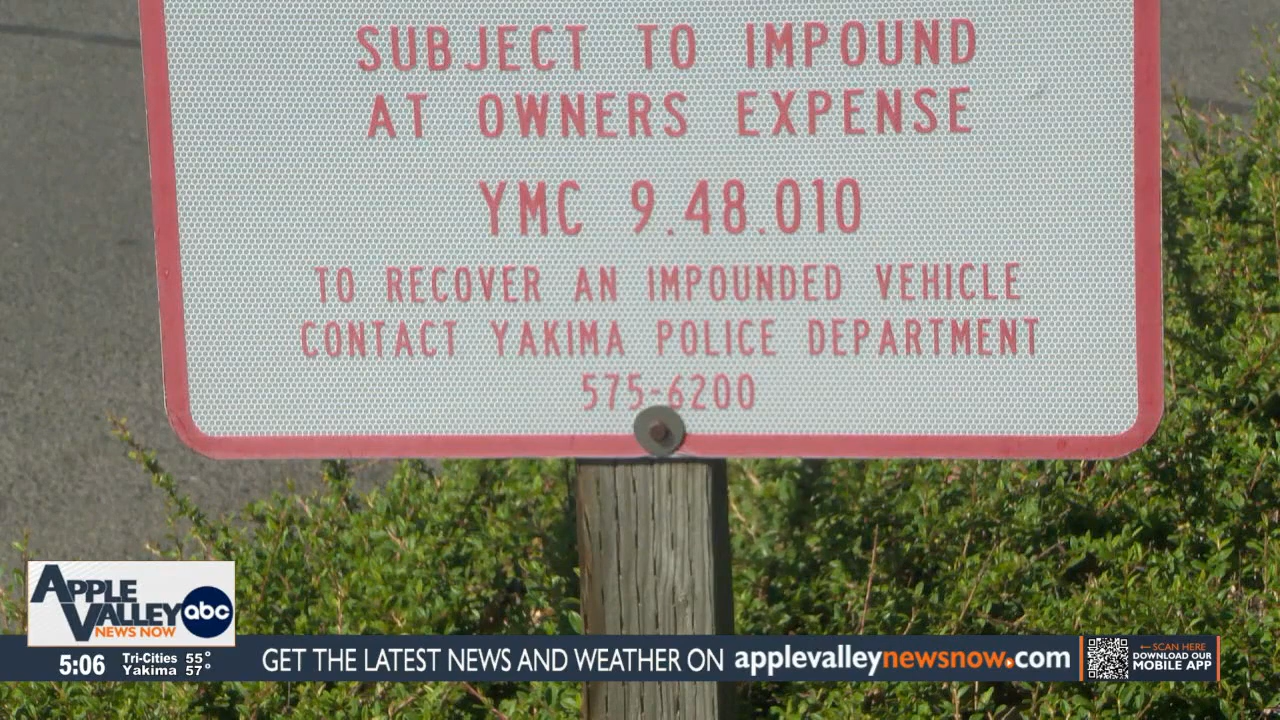 SUBJECT TO IMPOUND
AT OWNERS EXPENSE
YMC 9.48.010
TO RECOVER AN IMPOUNDED VEHICLE
CONTACT YAKIMA POLICE DEPARTMENT
575-6200
APPLE
VALLEY abc
NEWS NOW
5:06 Tri-Cities 55°
Yakima 57°
GET THE LATEST NEWS AND WEATHER ON applevalleynewsnow.com
←SCAN HERE
DOWNLOAD OUR
MOBILE APP